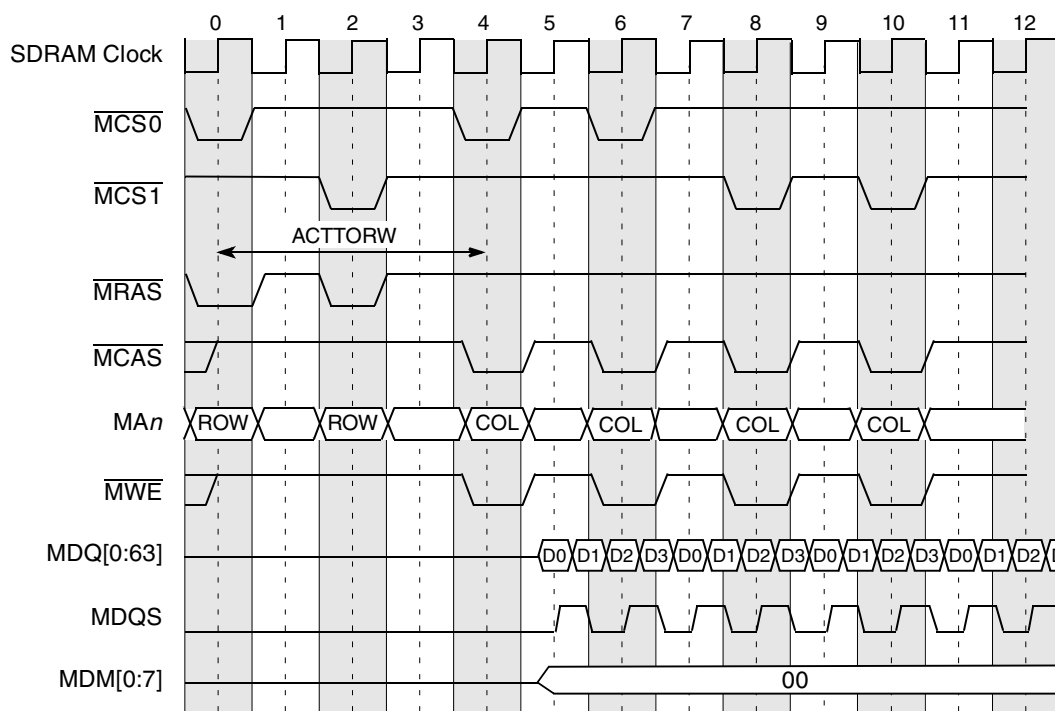 0 1 2 3 4 5 6 7 8 9 10 11 12
SDRAM Clock
MCS0
MCS1
ACTTORW
MRAS
MCAS
MAn ROW ROW COL COL COL COL
MWE
MDQ[0:63] D0 D1 D2 D3 D0 D1 D2 D3 D0 D1 D2 D3 D0 D1 D2
MDQS
MDM[0:7] 00